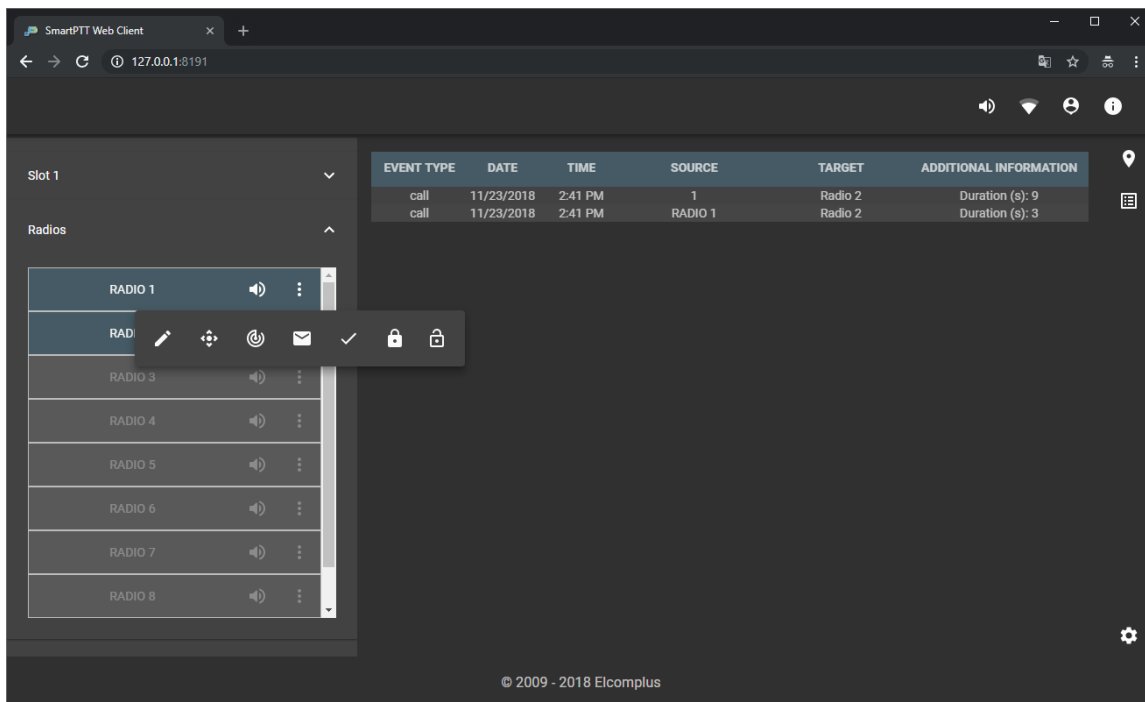 SmartPTT Web Client
127.0.0.1:8191
Slot 1
Radios
RADIO 1
RADI
RADIO 3
RADIO 4
RADIO 5
RADIO 6
RADIO 7
RADIO 8
EVENT TYPE DATE TIME SOURCE TARGET ADDITIONAL INFORMATION
call 11/23/2018 2:41 PM 1 Radio 2 Duration (s): 9
call 11/23/2018 2:41 PM RADIO 1 Radio 2 Duration (s): 3
© 2009 - 2018 Elcomplus